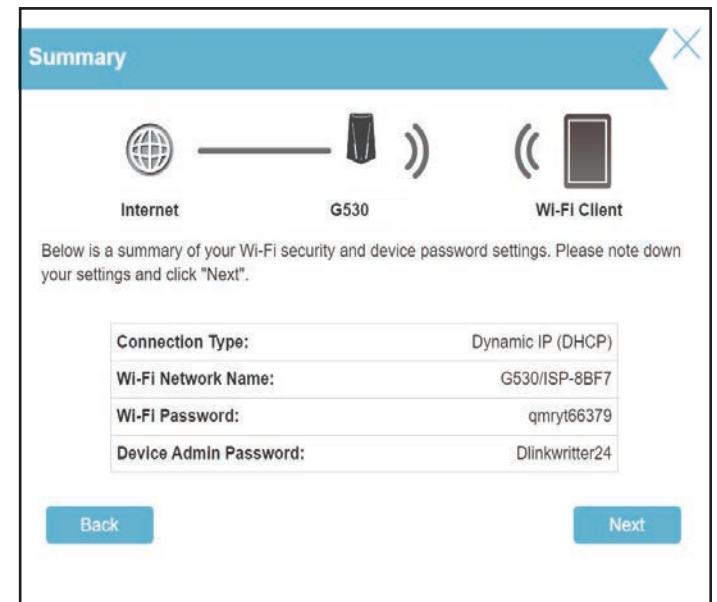 Summary
Internet
G530
Wi-Fi Client
Below is a summary of your Wi-Fi security and device password settings. Please note down
your settings and click "Next".
Connection Type: Dynamic IP (DHCP)
Wi-Fi Network Name: G530/ISP-8BF7
Wi-Fi Password: qmryt66379
Device Admin Password: Dlinkwritter24
Back
Next